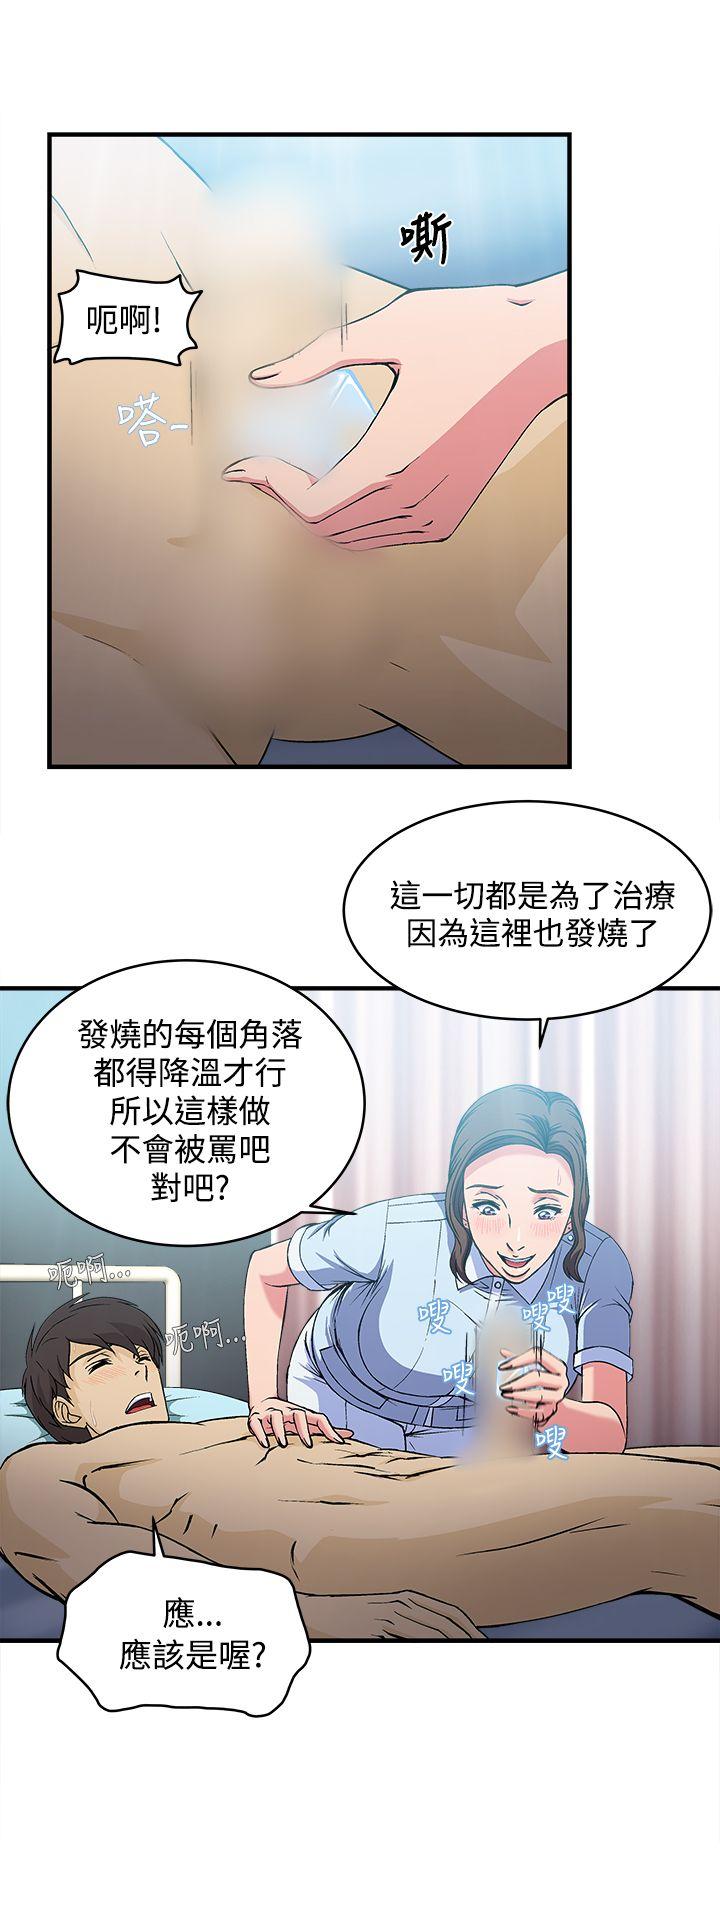 嘶
呃啊!
嗒-
這一切都是為了治療
因為這裡也發燒了
發燒的每個角落
都得降溫才行
所以這樣做
不會被罵吧
對吧?
呃啊...
呃啊...
嗖
嗖嗖
嗖
嗖
應...
應該是喔?